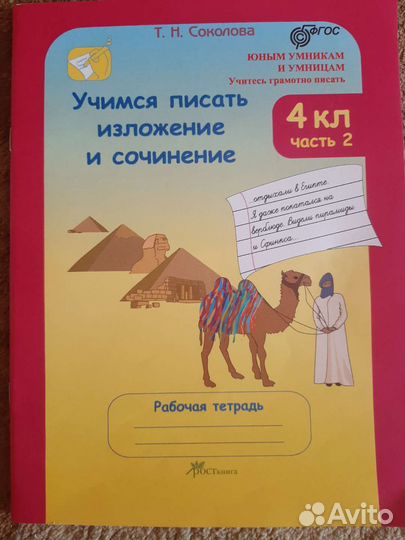 Т. Н. Соколова
ФГОС
ЮНЫМ УМНИКАМ
И УМНИЦАМ
Учитесь грамотно писать
Учимся писать
изложение
и сочинение
4 кл
часть 2
отдыхали в Египте.
Я даже покатался на
верблюде. Видели пирамиды
и Сфинкса...
Рабочая тетрадь
РОСТкнига
Avito